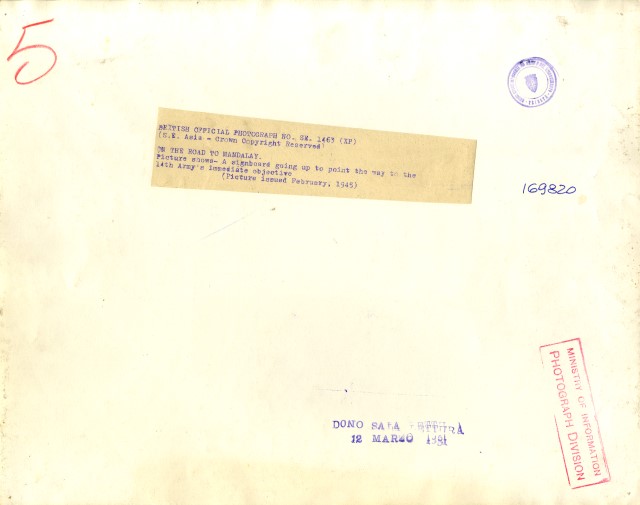 5
BRITISH OFFICIAL PHOTOGRAPH NO. SE. 1463 (XP)
(S.E. Asia - Crown Copyright Reserved)
ON THE ROAD TO MANDALAY.
Picture shows- A signboard going up to point the way to the
14th Army's immediate objective
(Picture issued February, 1945)
169820
DONO SALA
12 MARZO 1981
MINISTRY OF INFORMATION
PHOTOGRAPH DIVISION